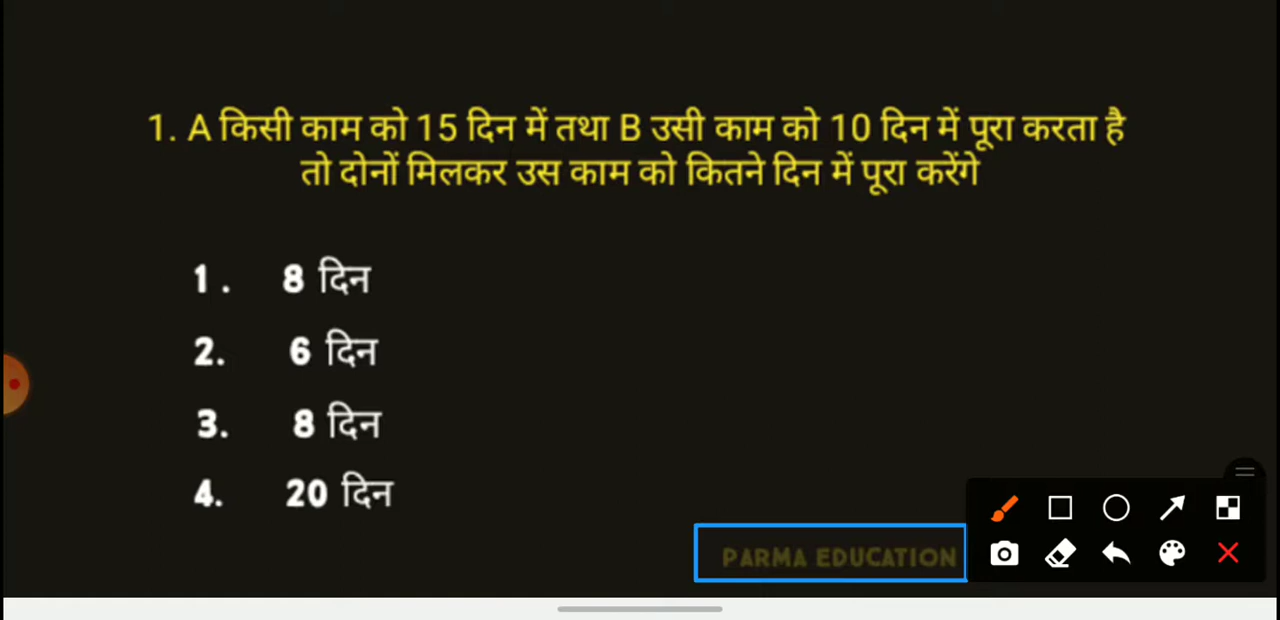 1. A किसी काम को 15 दिन में तथा B उसी काम को 10 दिन में पूरा करता है
तो दोनों मिलकर उस काम को कितने दिन में पूरा करेंगे
1. 8 दिन
2. 6 दिन
3. 8 दिन
4. 20 दिन
PARMA EDUCATION